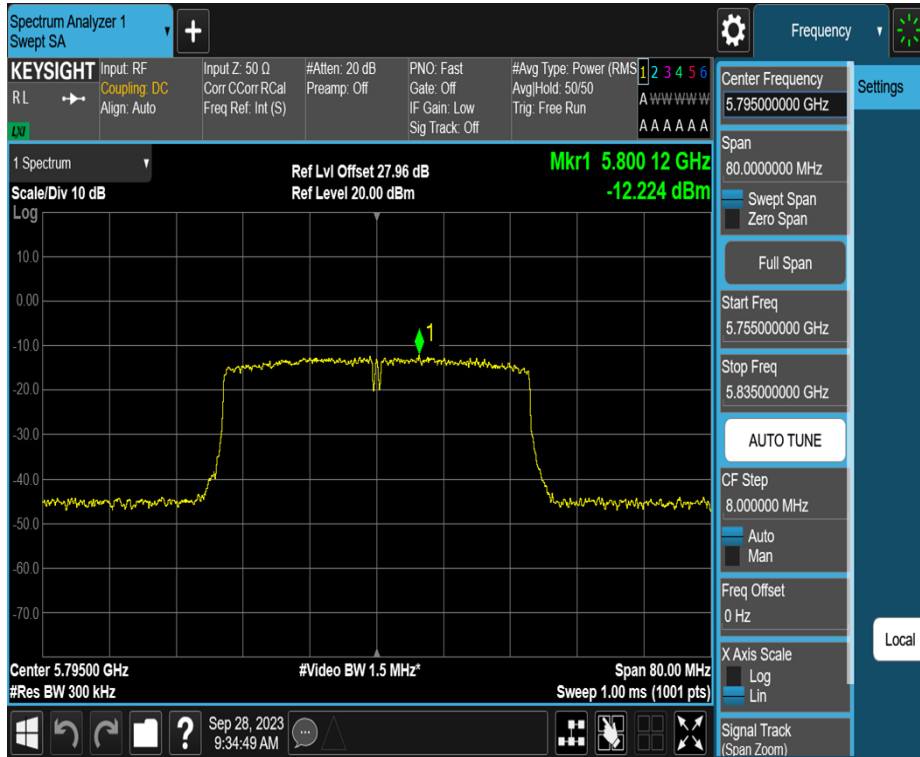 Spectrum Analyzer 1
Swept SA
+
Frequency
KEYSIGHT
R L
LXI
Input: RF
Coupling: DC
Align: Auto
Input Z: 50 Ω
Corr CCorr RCal
Freq Ref: Int (S)
#Atten: 20 dB
Preamp: Off
PNO: Fast
Gate: Off
IF Gain: Low
Sig Track: Off
#Avg Type: Power (RMS
Avg|Hold: 50/50
Trig: Free Run
1 2 3 4 5 6
A W W W W W
A A A A A A
1 Spectrum
Scale/Div 10 dB
Ref Lvl Offset 27.96 dB
Ref Level 20.00 dBm
Mkr1 5.800 12 GHz
-12.224 dBm
Log
10.0
0.00
-10.0
-20.0
-30.0
-40.0
-50.0
-60.0
-70.0
1
Center 5.79500 GHz
#Res BW 300 kHz
#Video BW 1.5 MHz*
Span 80.00 MHz
Sweep 1.00 ms (1001 pts)
?
Sep 28, 2023
9:34:49 AM
Center Frequency
5.795000000 GHz
Span
80.0000000 MHz
Swept Span
Zero Span
Full Span
Start Freq
5.755000000 GHz
Stop Freq
5.835000000 GHz
AUTO TUNE
CF Step
8.000000 MHz
Auto
Man
Freq Offset
0 Hz
X Axis Scale
Log
Lin
Signal Track
(Span Zoom)
Settings
Local